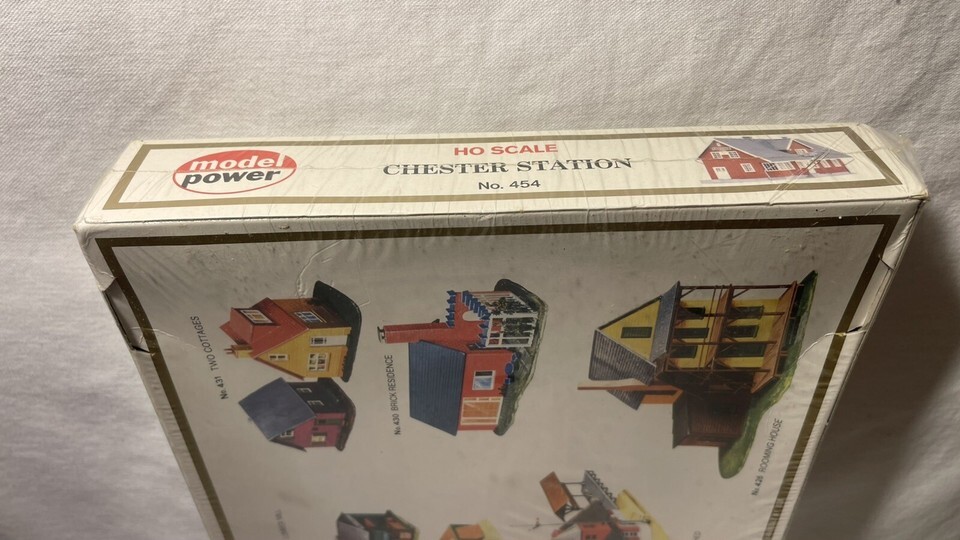 model
power
HO SCALE
CHESTER STATION
No. 454
No. 431 TWO COTTAGES
No. 430 BRICK RESIDENCE
No. 426 ROOMING HOUSE